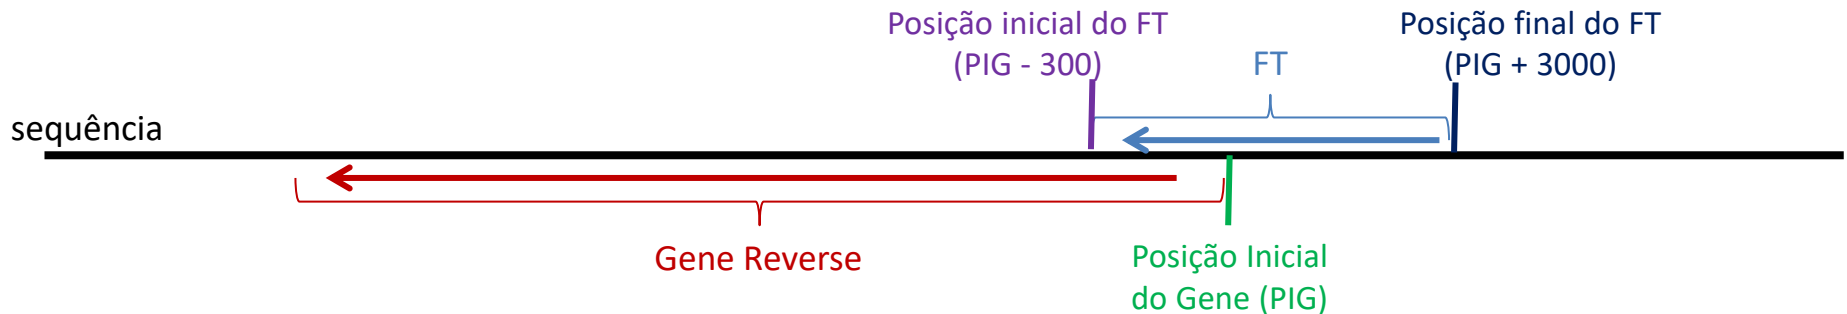 Posição inicial do FT
(PIG - 300)
FT
Posição final do FT
(PIG + 3000)
sequência
Gene Reverse
Posição Inicial
do Gene (PIG)